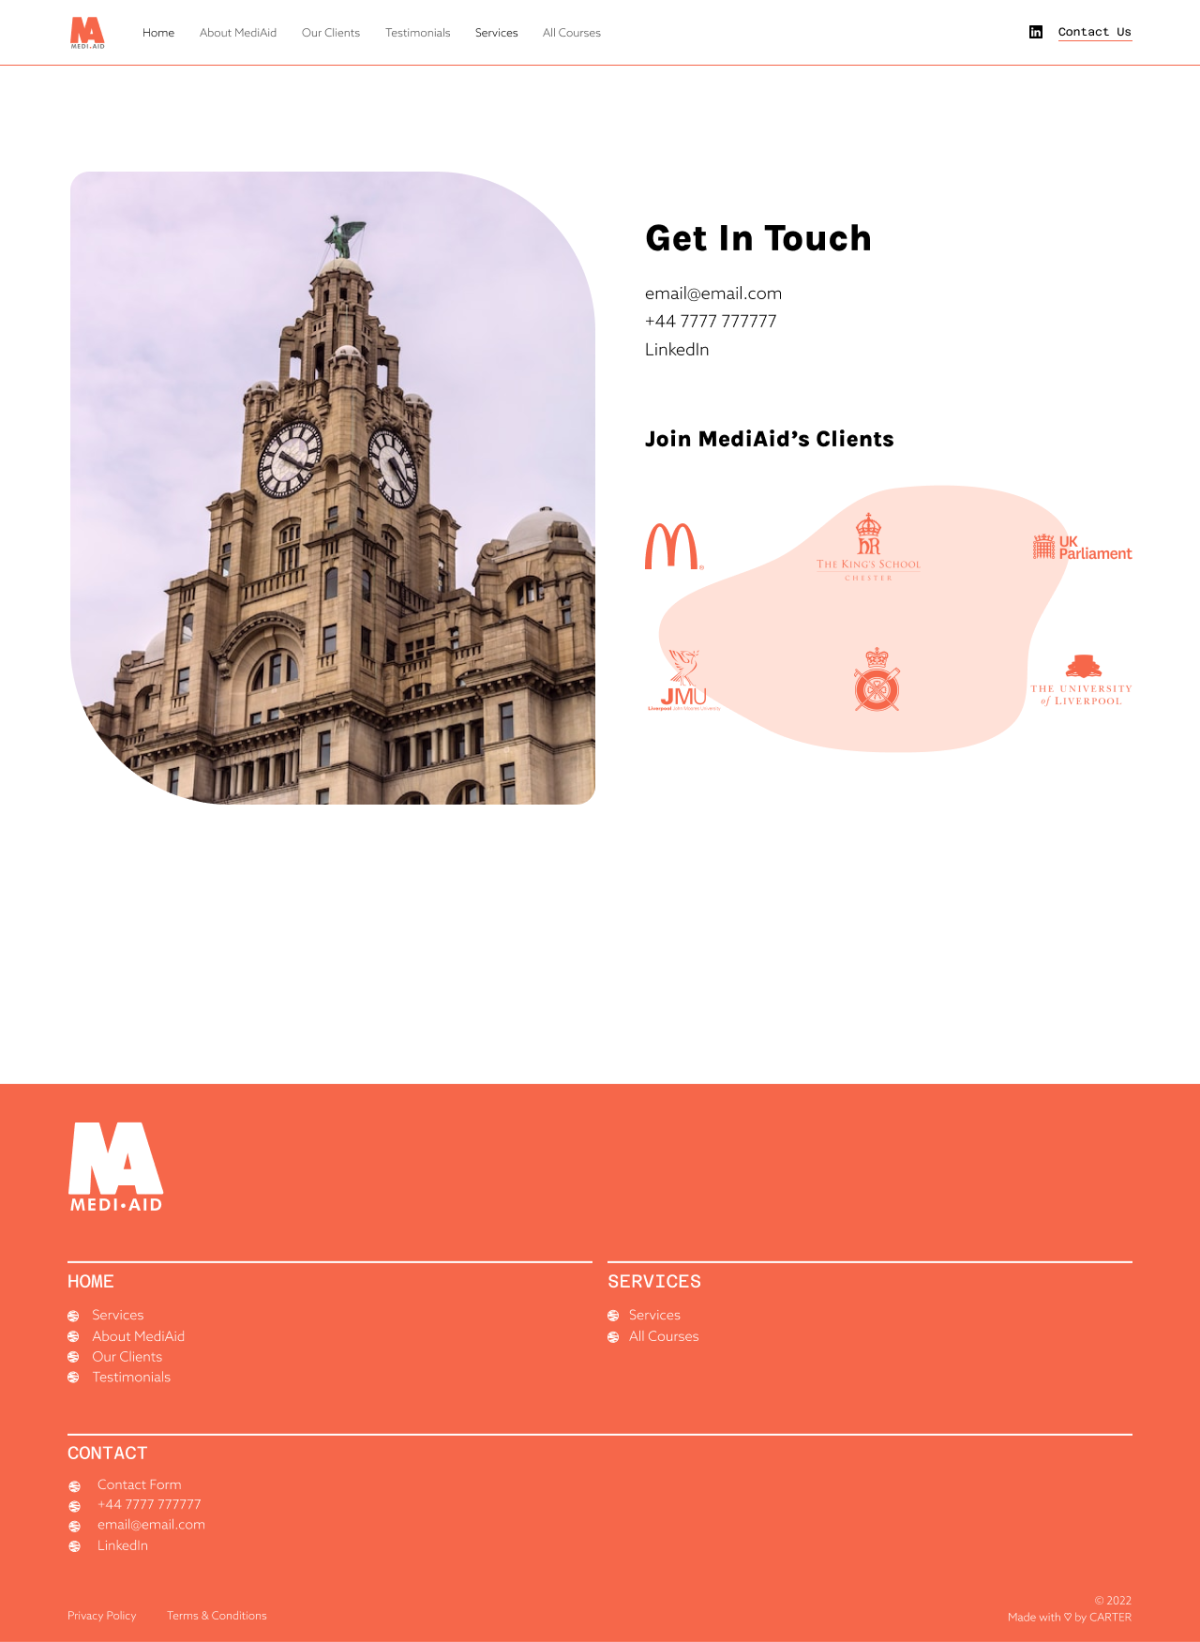 MEDI•AID
Home
About MediAid
Our Clients
Testimonials
Services
All Courses
in
Contact Us
Get In Touch
email@email.com
+44 7777 777777
LinkedIn
Join MediAid’s Clients
THE KING'S SCHOOL
CHESTER
UK
Parliament
JMU
Liverpool John Moores University
THE UNIVERSITY
of LIVERPOOL
MEDI•AID
HOME
Services
About MediAid
Our Clients
Testimonials
SERVICES
Services
All Courses
CONTACT
Contact Form
+44 7777 777777
email@email.com
LinkedIn
Privacy Policy
Terms & Conditions
© 2022
Made with ♡ by CARTER